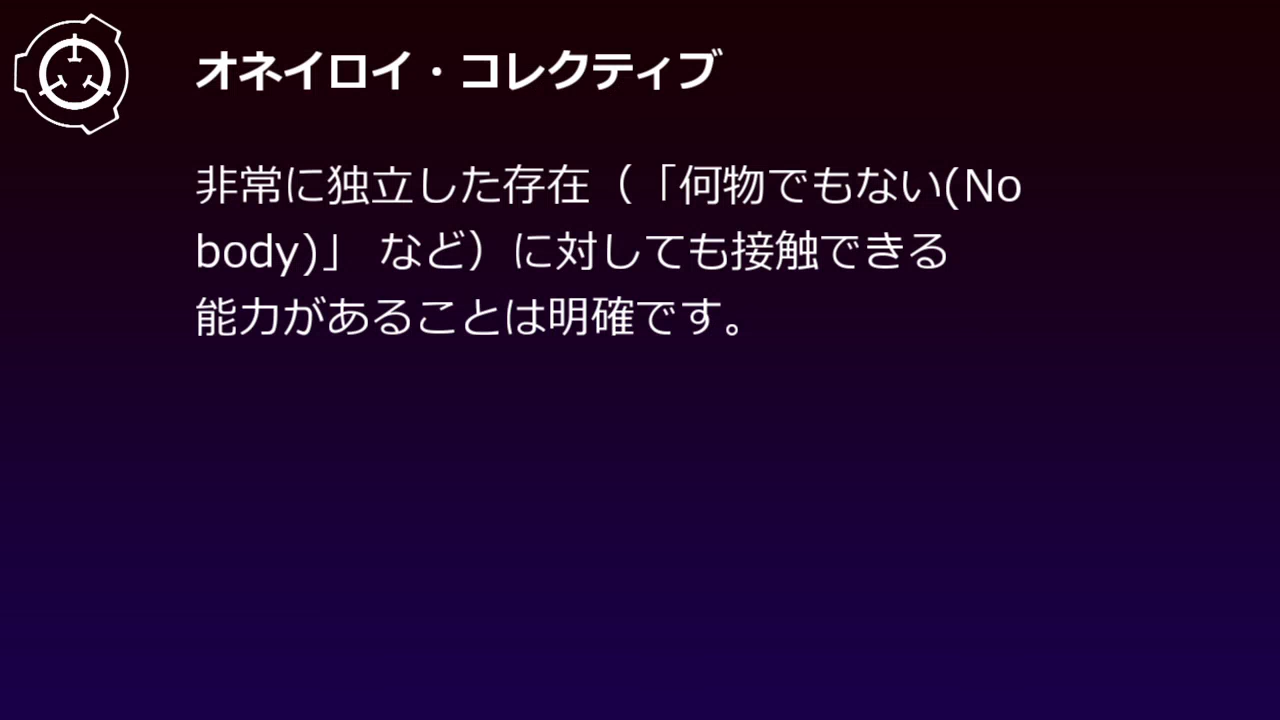 オネイロイ・コレクティブ
非常に独立した存在（「何物でもない(No
body)」 など）に対しても接触できる
能力があることは明確です。